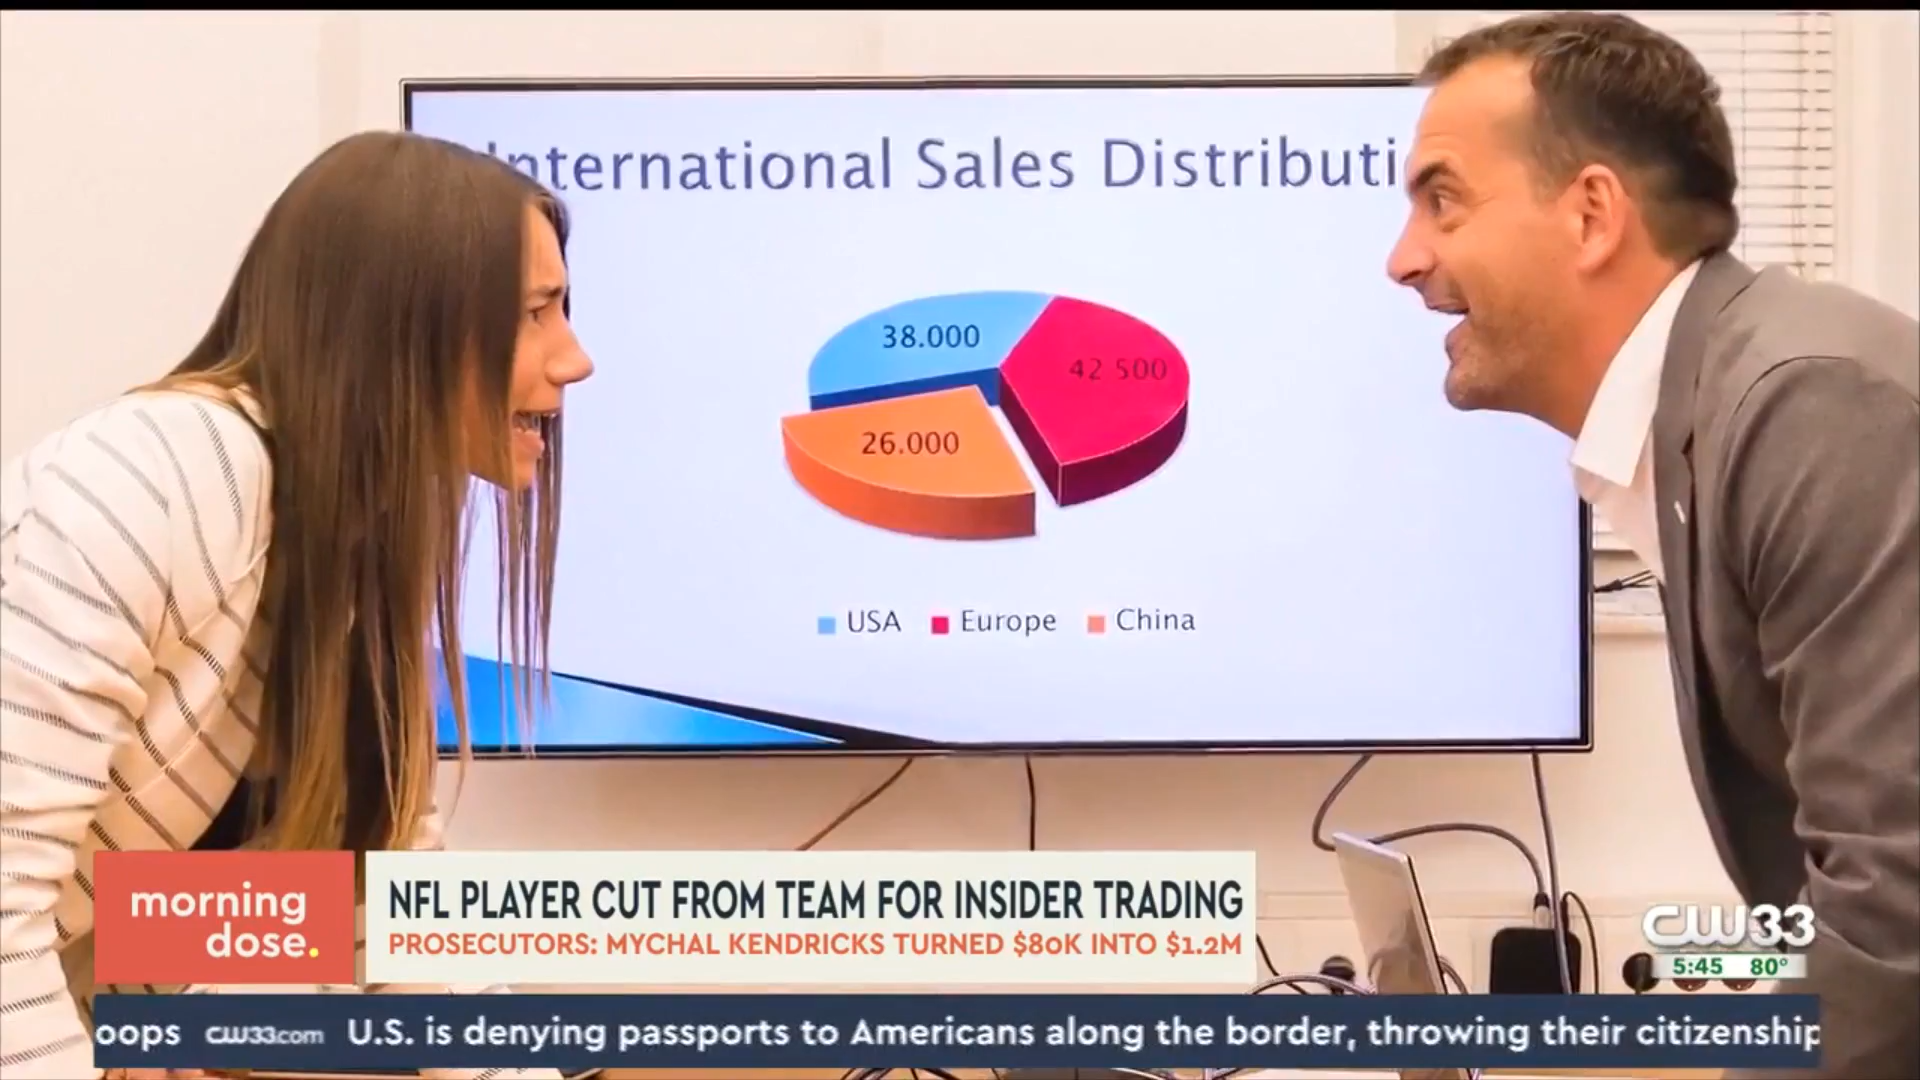 International Sales Distributi
38.000
42 500
26.000
USA Europe China
morning
dose.
NFL PLAYER CUT FROM TEAM FOR INSIDER TRADING
PROSECUTORS: MYCHAL KENDRICKS TURNED $80K INTO $1.2M
CW33
5:45 80°
oops cw33.com U.S. is denying passports to Americans along the border, throwing their citizenship